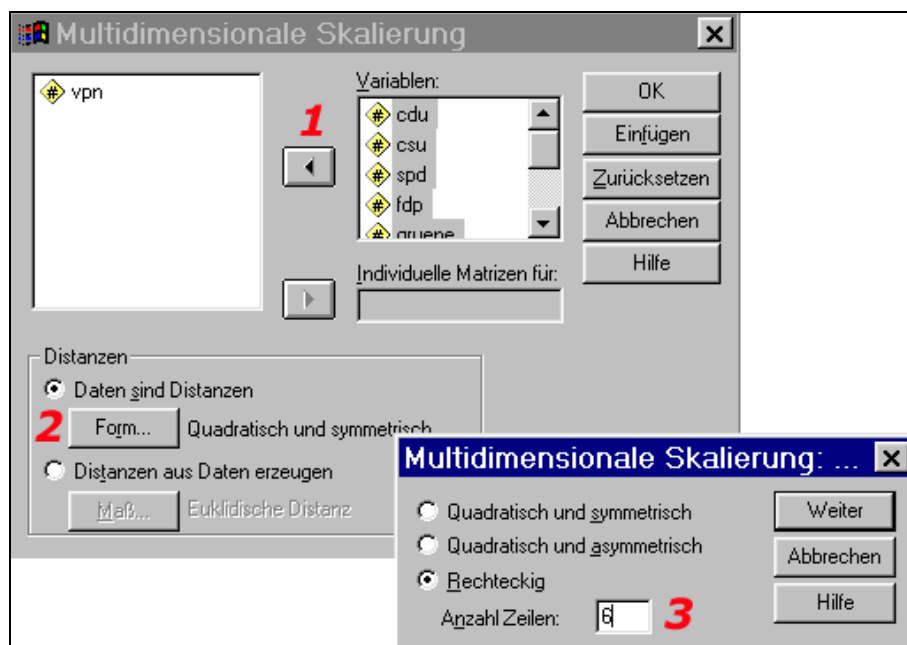 Multidimensionale Skalierung
vpn
1
Variablen:
cdu
csu
spd
fdp
gruene
OK
Einfügen
Zurücksetzen
Abbrechen
Hilfe
Individuelle Matrizen für:
Distanzen
Daten sind Distanzen
2 Form... Quadratisch und symmetrisch
Distanzen aus Daten erzeugen
Maß... Euklidische Distanz
Multidimensionale Skalierung: ...
Quadratisch und symmetrisch
Quadratisch und asymmetrisch
Rechteckig
Anzahl Zeilen: 6 3
Weiter
Abbrechen
Hilfe